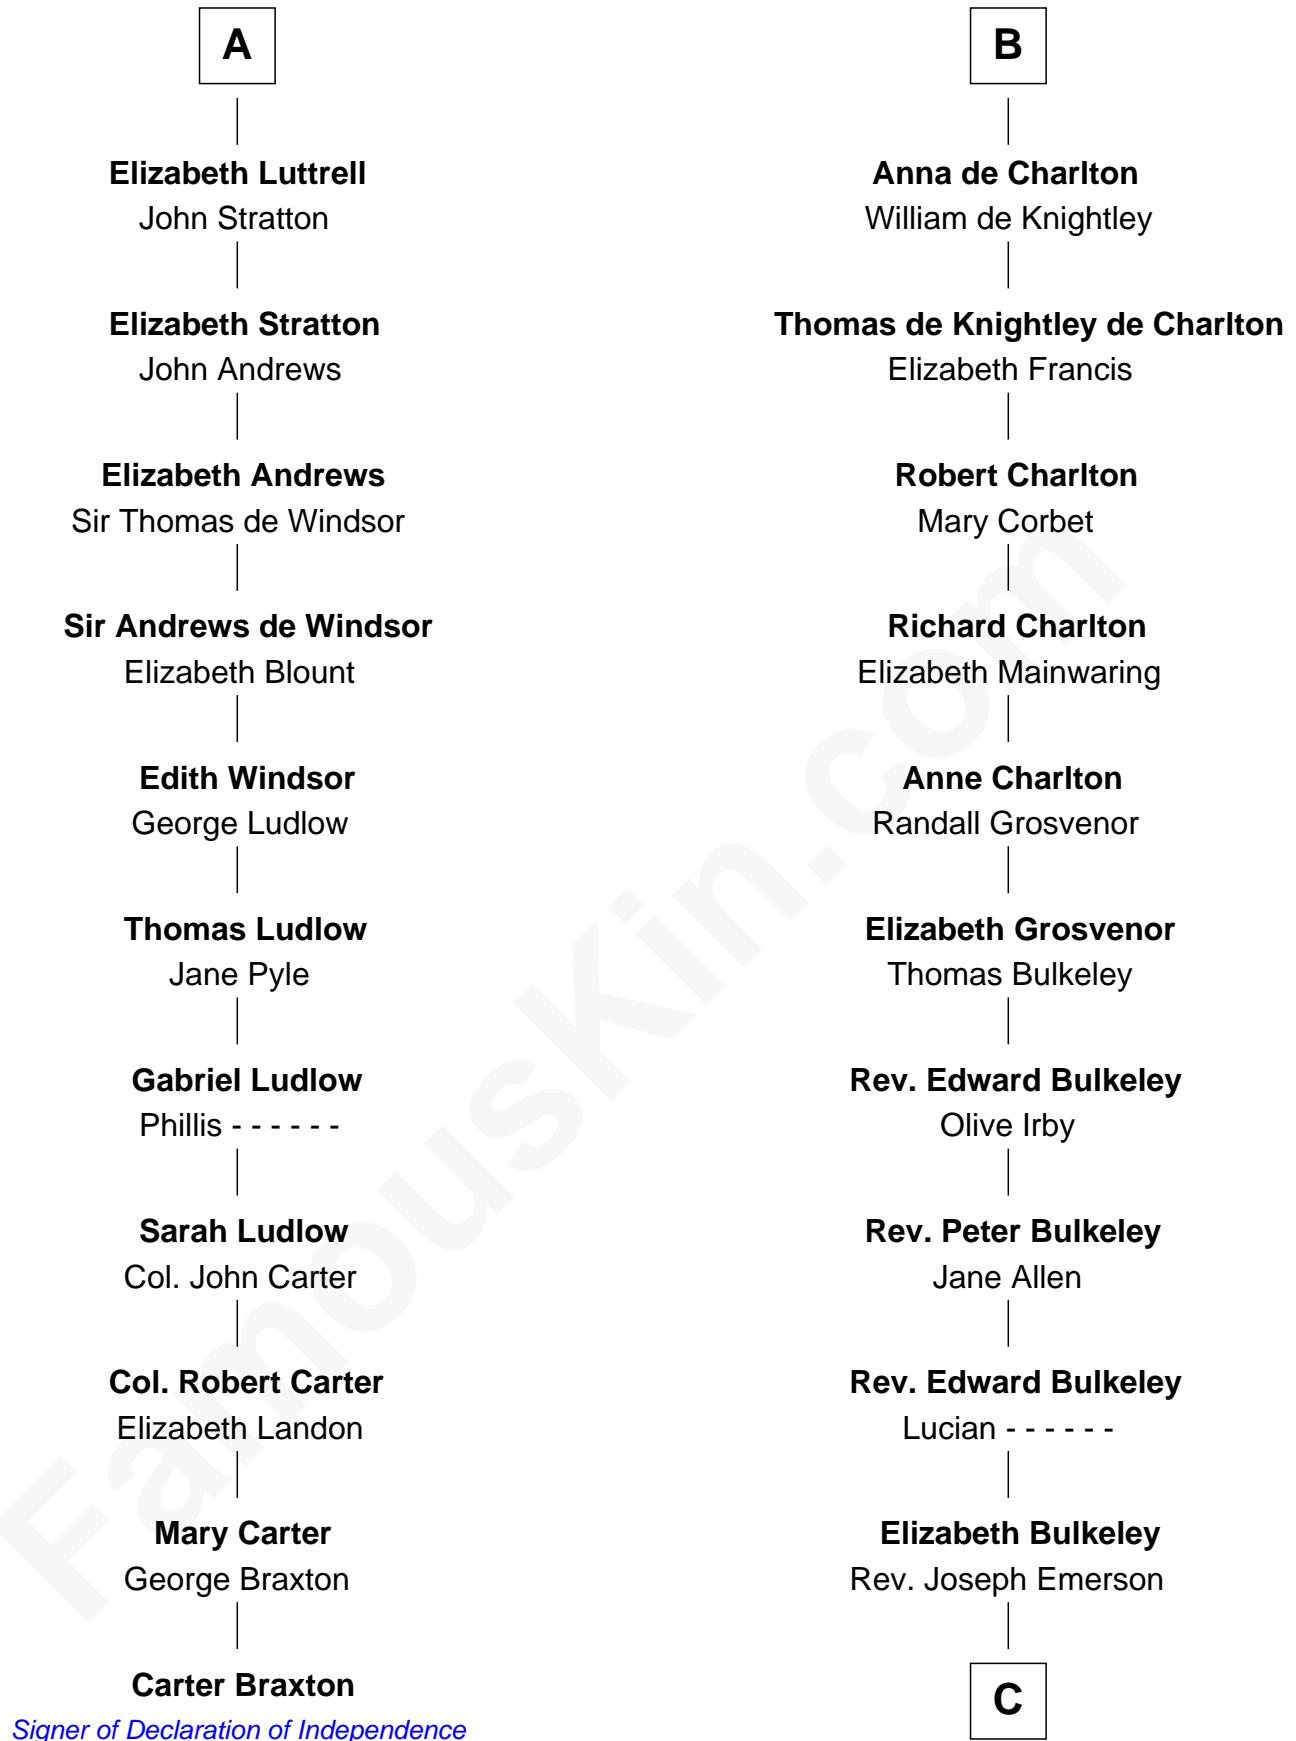 A
Elizabeth Luttrell
John Stratton
Elizabeth Stratton
John Andrews
Elizabeth Andrews
Sir Thomas de Windsor
Sir Andrews de Windsor
Elizabeth Blount
Edith Windsor
George Ludlow
Thomas Ludlow
Jane Pyle
Gabriel Ludlow
Phillis - - - - - -
Sarah Ludlow
Col. John Carter
Col. Robert Carter
Elizabeth Landon
Mary Carter
George Braxton
Carter Braxton
Signer of Declaration of Independence
B
Anna de Charlton
William de Knightley
Thomas de Knightley de Charlton
Elizabeth Francis
Robert Charlton
Mary Corbet
Richard Charlton
Elizabeth Mainwaring
Anne Charlton
Randall Grosvenor
Elizabeth Grosvenor
Thomas Bulkeley
Rev. Edward Bulkeley
Olive Irby
Rev. Peter Bulkeley
Jane Allen
Rev. Edward Bulkeley
Lucian - - - - - -
Elizabeth Bulkeley
Rev. Joseph Emerson
C
FamousKin.com